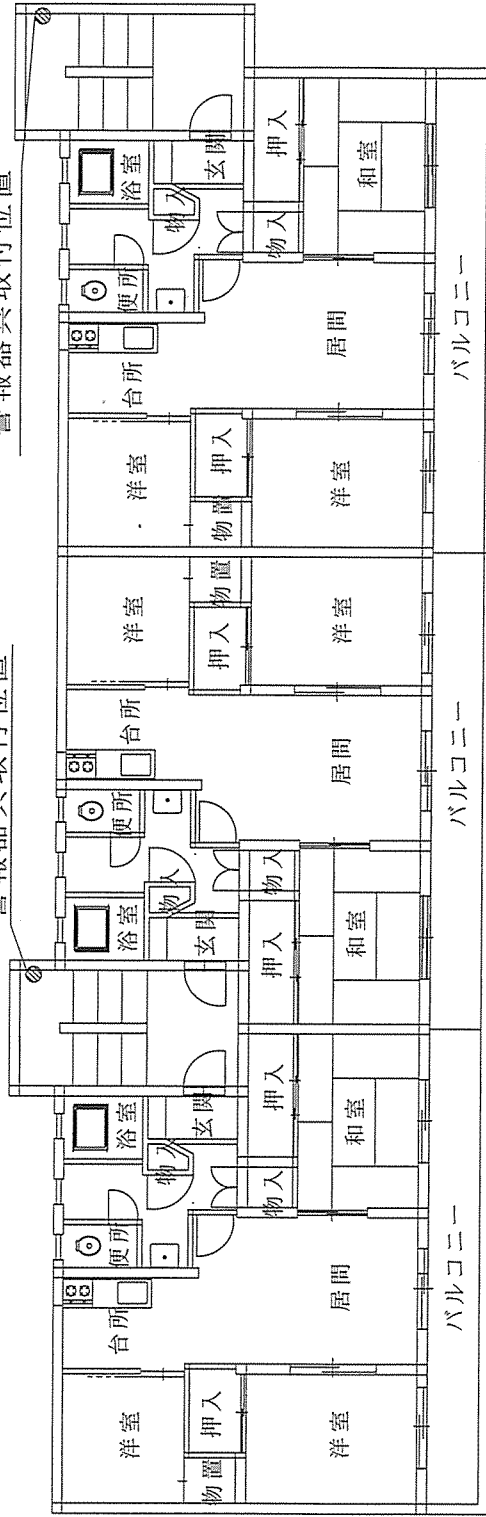 警報器具取付位置
警報器具取付位置
洋室
台所
便所
浴室
物入
玄関
物置
押入
物入
押入
洋室
居間
和室
バルコニー
浴室
便所
台所
洋室
玄関
物入
押入
物入
押入
物置
和室
居間
洋室
バルコニー
洋室
台所
便所
浴室
物入
玄関
物置
押入
物入
押入
洋室
居間
和室
バルコニー